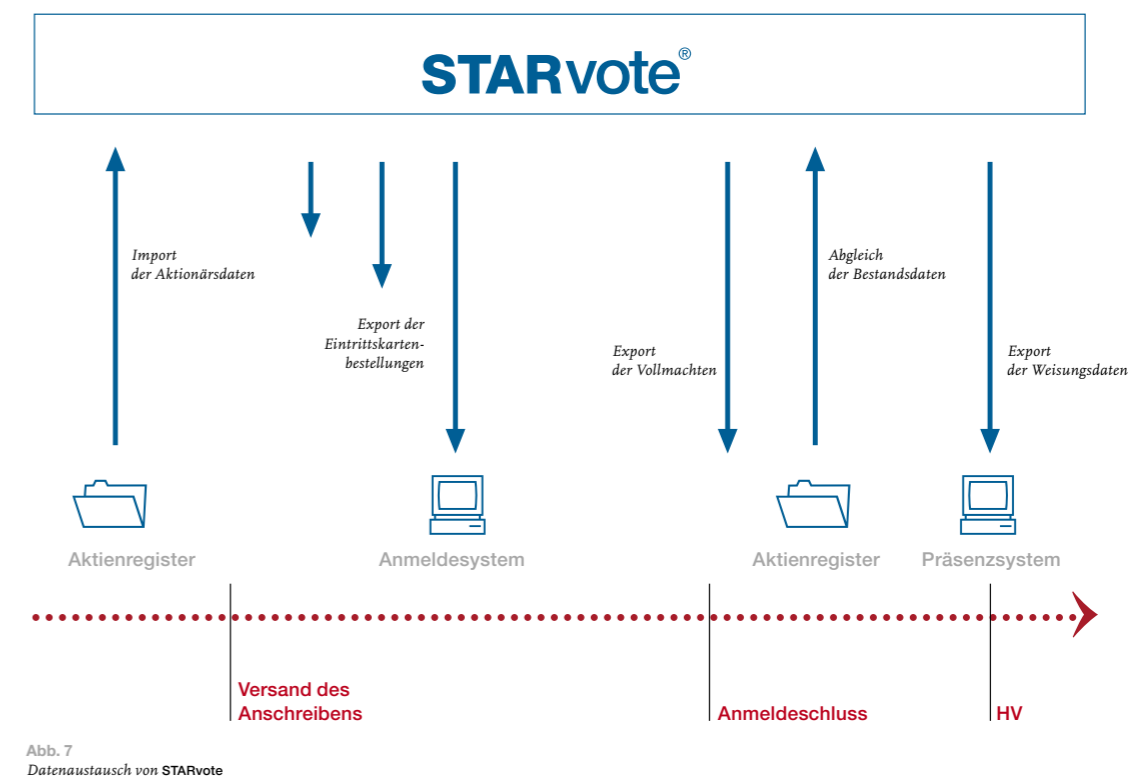 STARvote®
Import
der Aktionärsdaten
Export der
Eintrittskarten-
bestellungen
Export
der Vollmachten
Abgleich
der Bestandsdaten
Export
der Weisungsdaten
Aktienregister
Anmeldesystem
Aktienregister
Präsenzsystem
Versand des
Anschreibens
Anmeldeschluss
HV
Abb. 7
Datenaustausch von STARvote